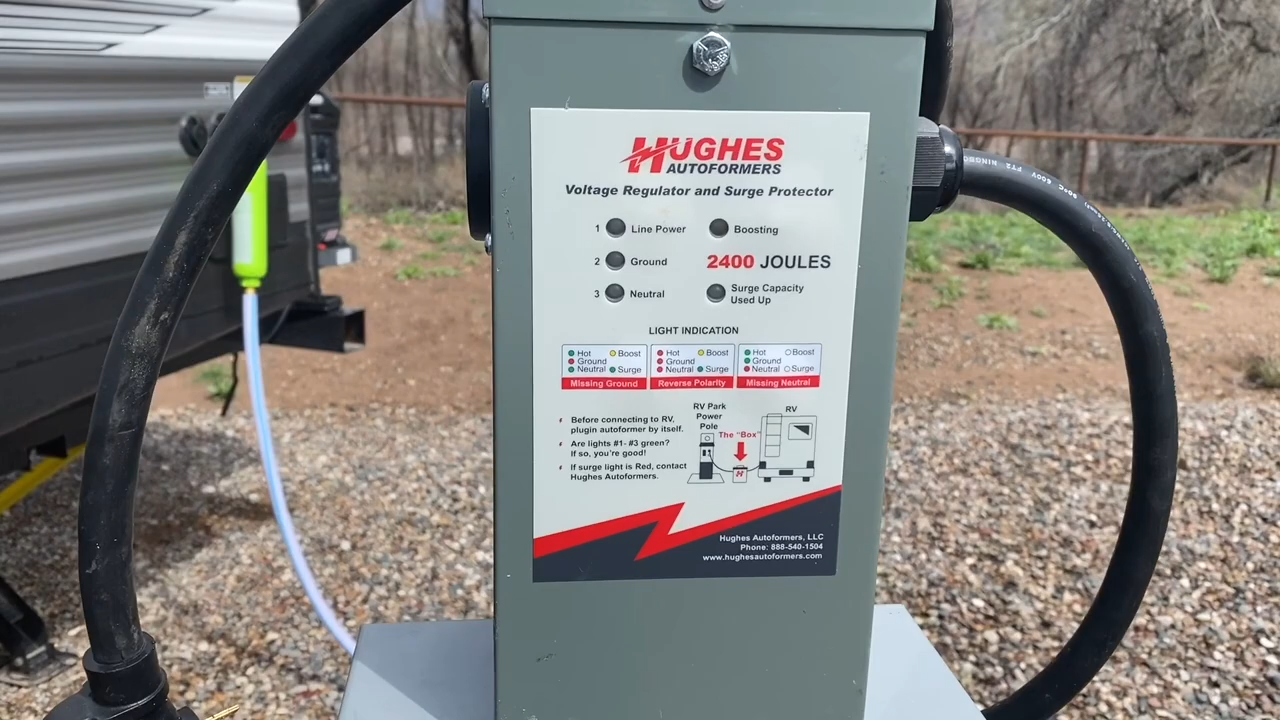 HUGHES
AUTOFORMERS
Voltage Regulator and Surge Protector
1 Line Power
Boosting
2 Ground
2400 JOULES
3 Neutral
Surge Capacity
Used Up
LIGHT INDICATION
Hot Boost
Ground
Neutral Surge
Missing Ground
Hot Boost
Ground
Neutral Surge
Reverse Polarity
Hot Boost
Ground
Neutral Surge
Missing Neutral
Before connecting to RV,
plugin autoformer by itself.
Are lights #1- #3 green?
If so, you're good!
If surge light is Red, contact
Hughes Autoformers.
RV Park
Power
Pole
The "Box"
RV
H
Hughes Autoformers, LLC
Phone: 888-540-1504
www.hughesautoformers.com
90°C 600V FT2 NINGBO